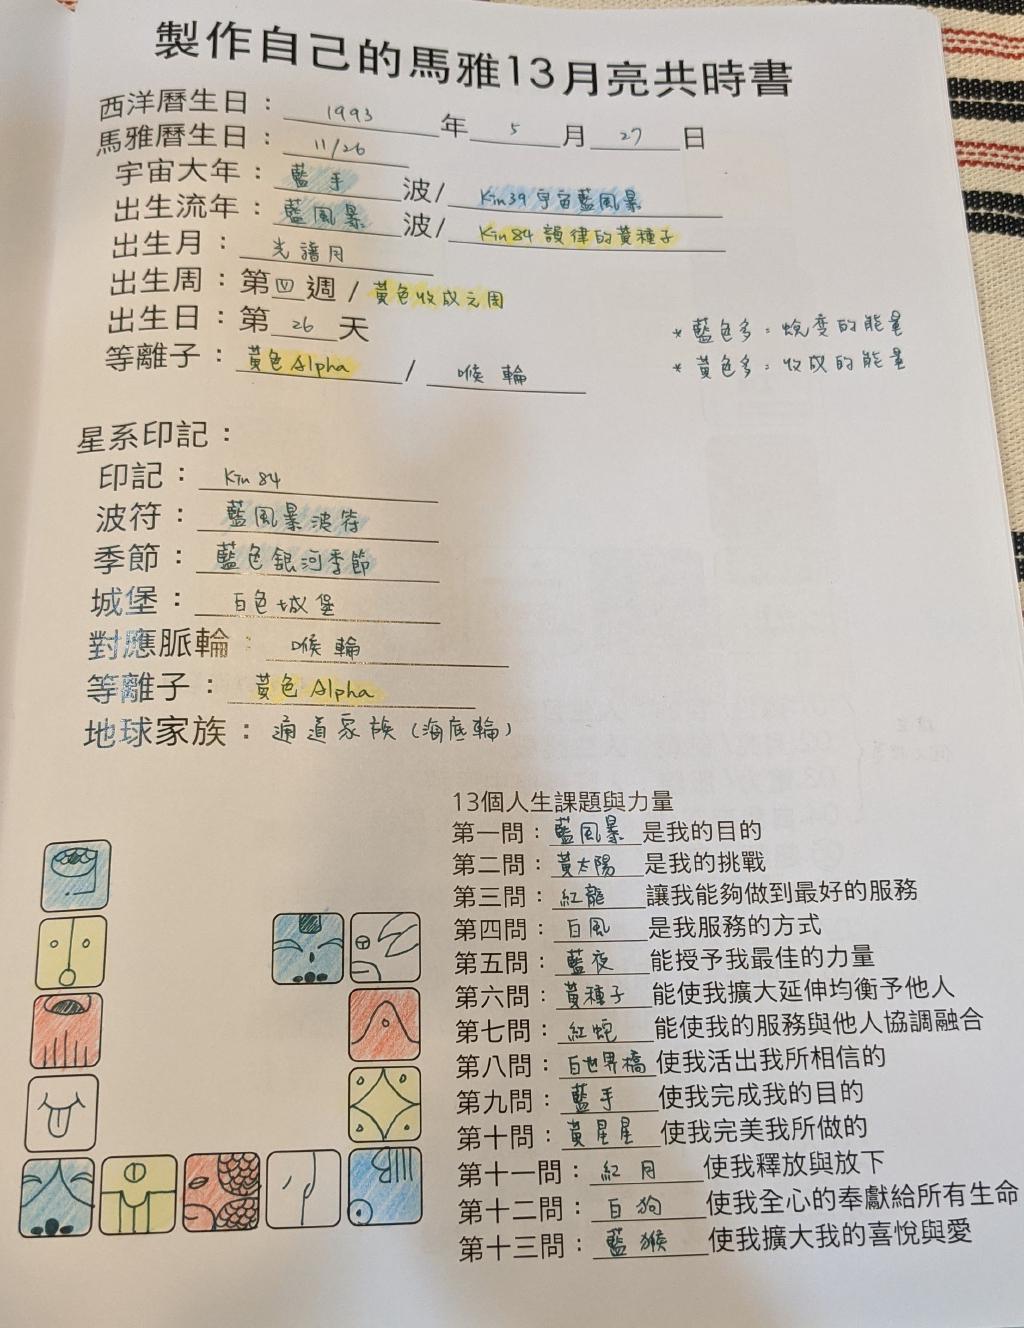 製作自己的馬雅13月亮共時書
西洋曆生日：1993年5月27日
馬雅曆生日：11/26
宇宙大年：藍手波/Kin39宇宙藍風暴
出生流年：藍風暴波/Kin84韻律的黃種子
出生月：光譜月
出生周：第四週/黃色收成之周
出生日：第26天
*藍色多：蛻变的能量
等離子：黃色Alpha/喉輪
*黃色多：收成的能量
星系印記：
印記：Kin 84
波符：藍風暴波符
季節：藍色銀河季節
城堡：白色城堡
對應脈輪：喉輪
等離子：黃色Alpha
地球家族：通道家族(海底輪)
13個人生課題與力量
第一問：藍風暴是我的目的
第二問：黃太陽是我的挑戰
第三問：紅龍讓我能夠做到最好的服務
第四問：白風是我服務的方式
第五問：藍夜能授予我最佳的力量
第六問：黃種子能使我擴大延伸均衡予他人
第七問：紅蛇能使我的服務與他人協調融合
第八問：白世界橋使我活出我所相信的
第九問：藍手使我完成我的目的
第十問：黃星星使我完美我所做的
第十一問：紅月使我釋放與放下
第十二問：白狗使我全心的奉獻給所有生命
第十三問：藍猴使我擴大我的喜悅與愛